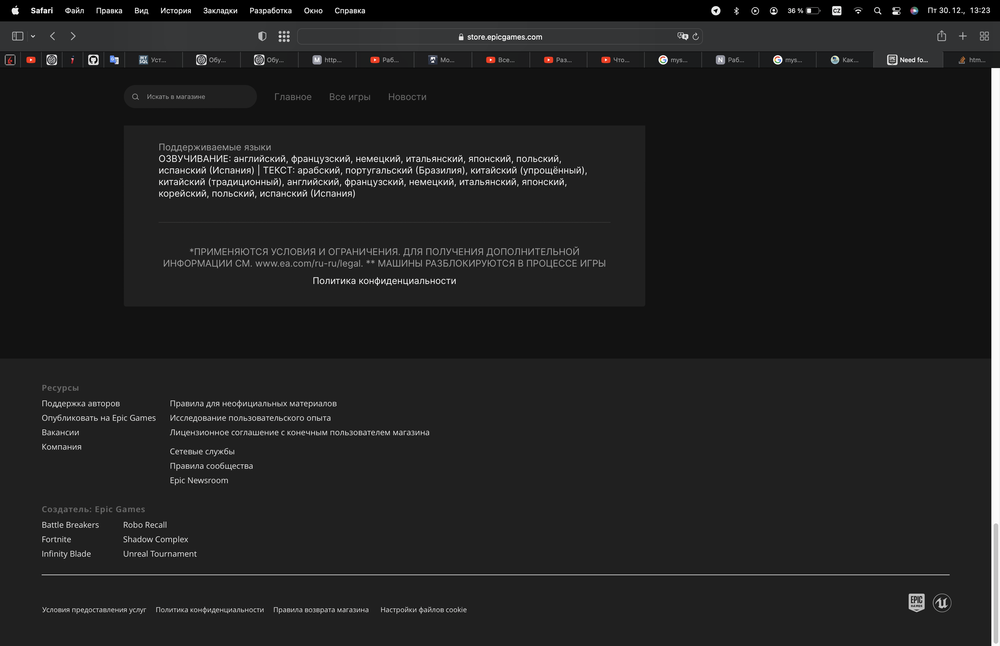 Safari Файл Правка Вид История Закладки Разработка Окно Справка 36 % CZ Пт 30. 12., 13:23
store.epicgames.com
MY SQL Уст... Обу... Обу... M http... Раб... Мо... Все... Раз... Что... mys... N Раб... mys... Как... Need fo... htm...
Искать в магазине Главное Все игры Новости
Поддерживаемые языки
ОЗВУЧИВАНИЕ: английский, французский, немецкий, итальянский, японский, польский,
испанский (Испания) | ТЕКСТ: арабский, португальский (Бразилия), китайский (упрощённый),
китайский (традиционный), английский, французский, немецкий, итальянский, японский,
корейский, польский, испанский (Испания)
*ПРИМЕНЯЮТСЯ УСЛОВИЯ И ОГРАНИЧЕНИЯ. ДЛЯ ПОЛУЧЕНИЯ ДОПОЛНИТЕЛЬНОЙ
ИНФОРМАЦИИ СМ. www.ea.com/ru-ru/legal. ** МАШИНЫ РАЗБЛОКИРУЮТСЯ В ПРОЦЕССЕ ИГРЫ
Политика конфиденциальности
Ресурсы
Поддержка авторов
Опубликовать на Epic Games
Вакансии
Компания
Правила для неофициальных материалов
Исследование пользовательского опыта
Лицензионное соглашение с конечным пользователем магазина
Сетевые службы
Правила сообщества
Epic Newsroom
Создатель: Epic Games
Battle Breakers
Fortnite
Infinity Blade
Robo Recall
Shadow Complex
Unreal Tournament
Условия предоставления услуг Политика конфиденциальности Правила возврата магазина Настройки файлов cookie
EPIC
GAMES